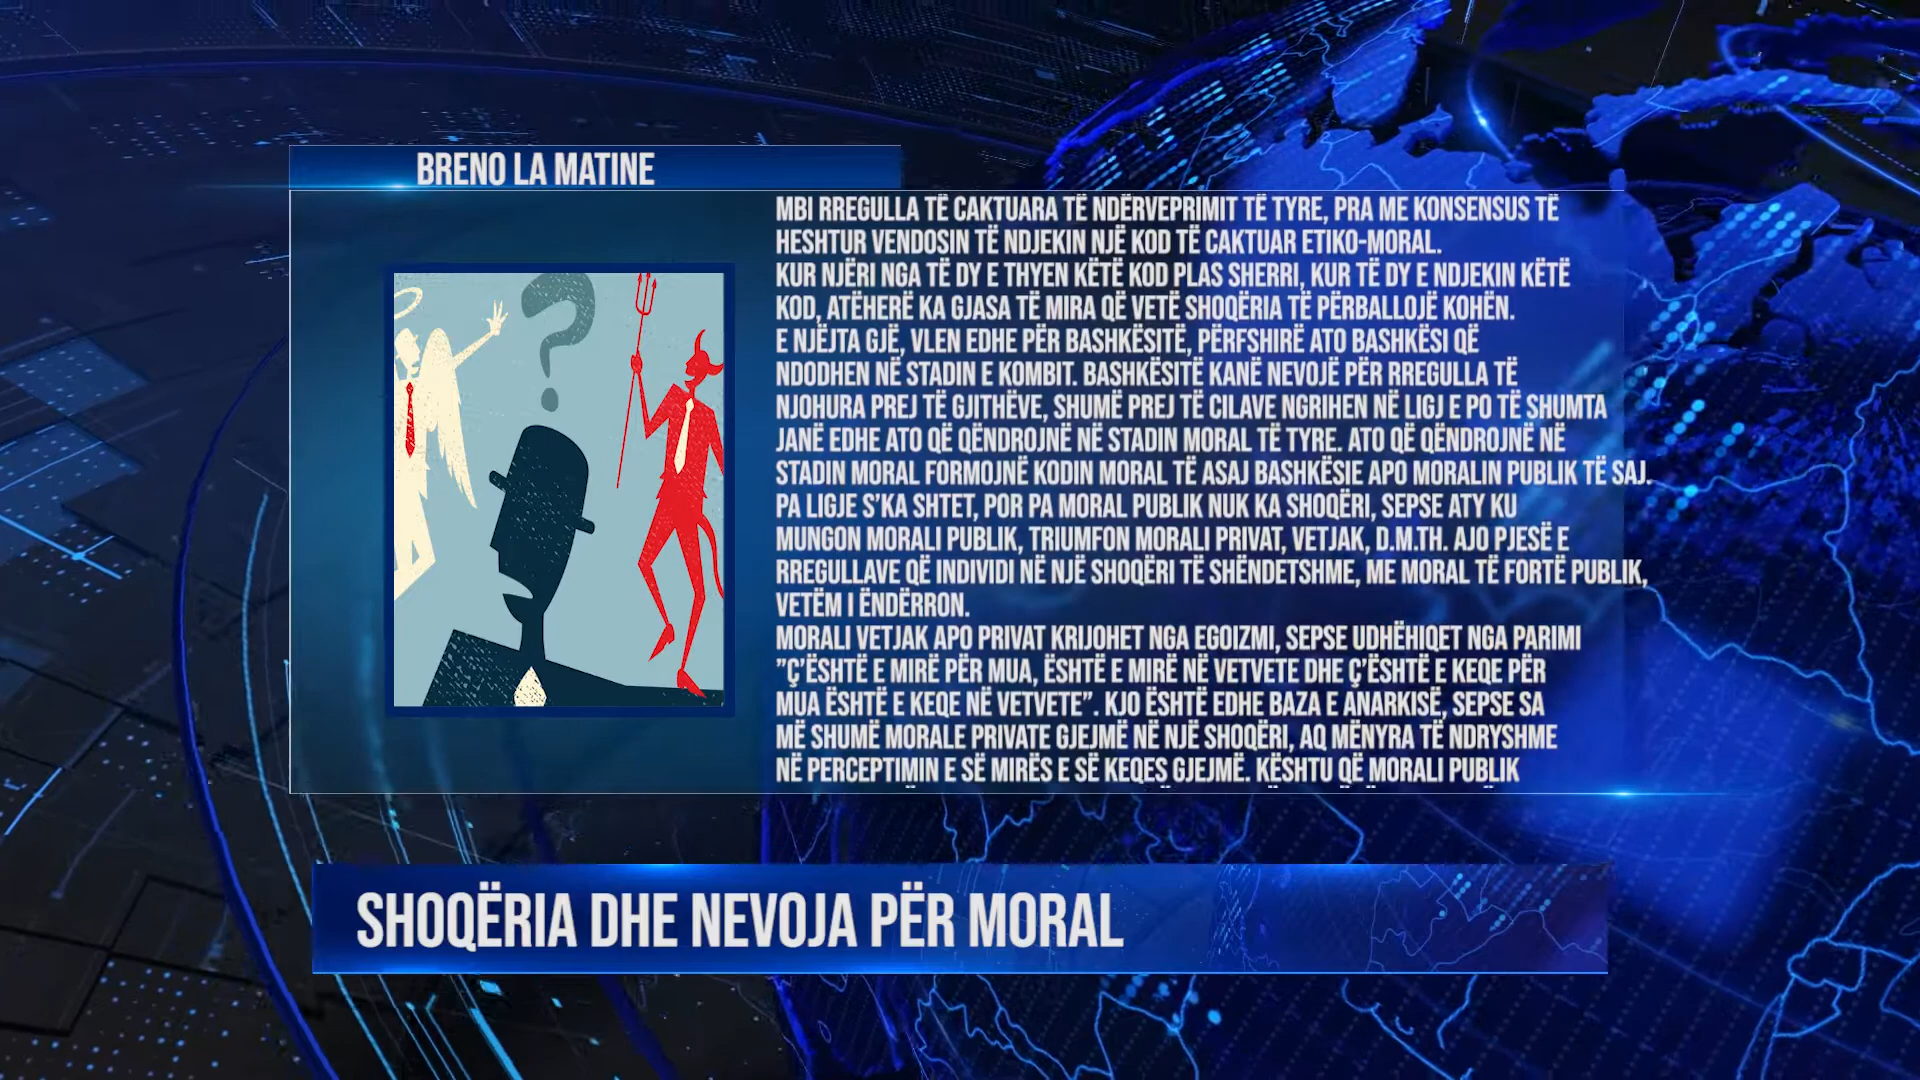 BRENO LA MATINE
MBI RREGULLA TË CAKTUARA TË NDËRVEPRIMIT TË TYRE, PRA ME KONSENSUS TË
HESHTUR VENDOSIN TË NDJEKIN NJË KOD TË CAKTUAR ETIKO-MORAL.
KUR NJËRI NGA TË DY E THYEN KËTË KOD PLAS SHERRI, KUR TË DY E NDJEKIN KËTË
KOD, ATËHERË KA GJASA TË MIRA QË VETË SHOQËRIA TË PËRBALLOJË KOHËN.
E NJËJTA GJË, VLEN EDHE PËR BASHKËSITË, PËRFSHIRË ATO BASHKËSI QË
NDODHEN NË STADIN E KOMBIT. BASHKËSITË KANË NEVOJË PËR RREGULLA TË
NJOHURA PREJ TË GJITHËVE, SHUMË PREJ TË CILAVE NGRIHEN NË LIGJ E PO TË SHUMTA
JANË EDHE ATO QË QËNDROJNË NË STADIN MORAL TË TYRE. ATO QË QËNDROJNË NË
STADIN MORAL FORMOJNË KODIN MORAL TË ASAJ BASHKËSIE APO MORALIN PUBLIK TË SAJ.
PA LIGJE S'KA SHTET, POR PA MORAL PUBLIK NUK KA SHOQËRI, SEPSE ATY KU
MUNGON MORALI PUBLIK, TRIUMFON MORALI PRIVAT, VETJAK, D.M.TH. AJO PJESË E
RREGULLAVE QË INDIVIDI NË NJË SHOQËRI TË SHËNDETSHME, ME MORAL TË FORTË PUBLIK,
VETËM I ËNDËRRON.
MORALI VETJAK APO PRIVAT KRIJOHET NGA EGOIZMI, SEPSE UDHËHIQET NGA PARIMI
"Ç'ËSHTË E MIRË PËR MUA, ËSHTË E MIRË NË VETVETE DHE Ç'ËSHTË E KEQE PËR
MUA ËSHTË E KEQE NË VETVETE". KJO ËSHTË EDHE BAZA E ANARKISË, SEPSE SA
MË SHUMË MORALE PRIVATE GJEJMË NË NJË SHOQËRI, AQ MËNYRA TË NDRYSHME
NË PERCEPTIMIN E SË MIRËS E SË KEQES GJEJMË. KËSHTU QË MORALI PUBLIK
SHOQËRIA DHE NEVOJA PËR MORAL